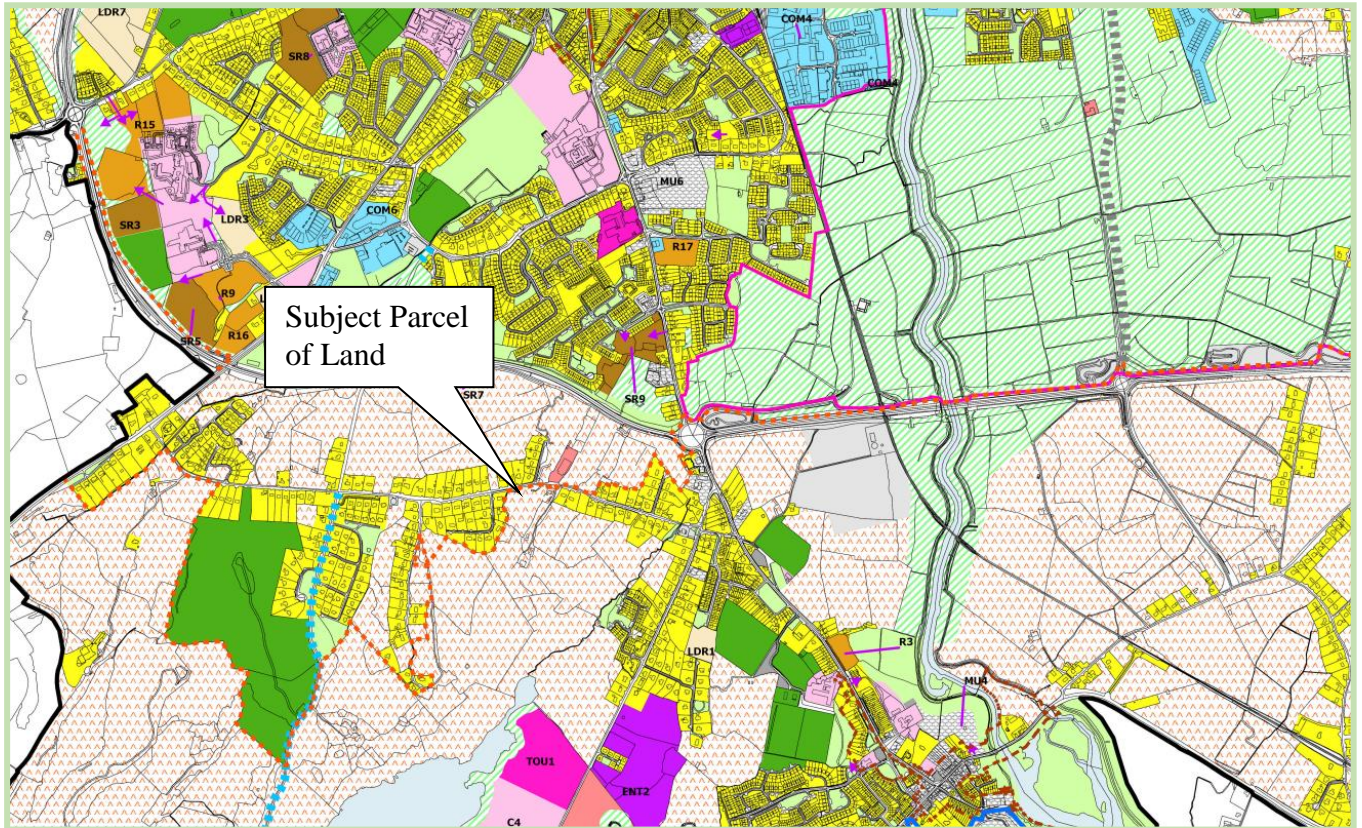 LDR7
COM4
SR8
COM4
R15
MU6
COM6
LDR3
SR3
R17
R9
Subject Parcel
of Land
SR5
R16
SR7
SR9
R3
LDR1
MU4
TOU1
ENT2
C4